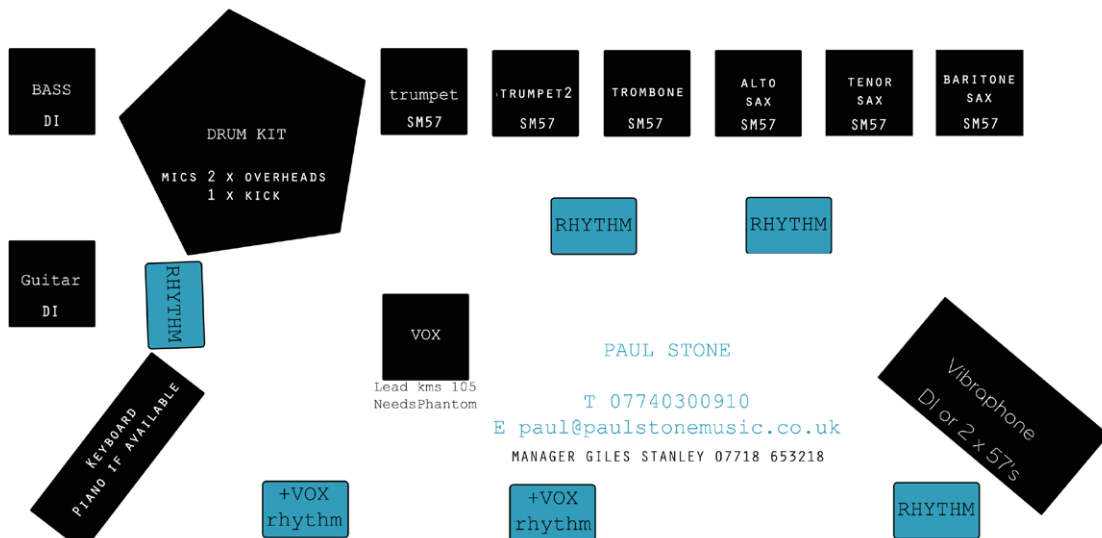 BASS
DI
DRUM KIT
MICS 2 X OVERHEADS
1 X KICK
trumpet
SM57
TRUMPET2
SM57
TROMBONE
SM57
ALTO
SAX
SM57
TENOR
SAX
SM57
BARITONE
SAX
SM57
RHYTHM
RHYTHM
Guitar
DI
RHYTHM
VOX
Lead kms 105
NeedsPhantom
PAUL STONE
T 07740300910
E paul@paulstonemusic.co.uk
MANAGER GILES STANLEY 07718 653218
Vibraphone
DI or 2 x 57's
KEYBOARD
PIANO IF AVAILABLE
+VOX
rhythm
+VOX
rhythm
RHYTHM